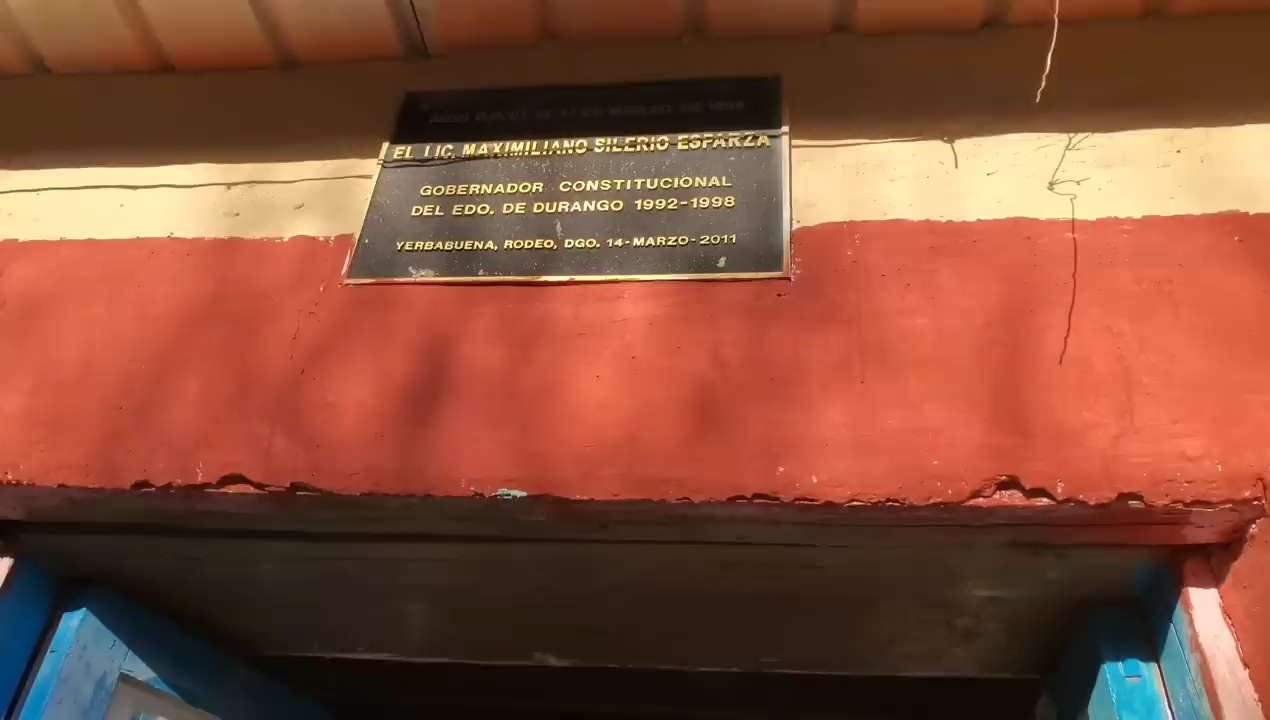 EL LIC. MAXIMILIANO SILERIO ESPARZA
GOBERNADOR CONSTITUCIONAL
DEL EDO. DE DURANGO 1992-1998
YERBABUENA, RODEO, DGO. 14-MARZO-2011